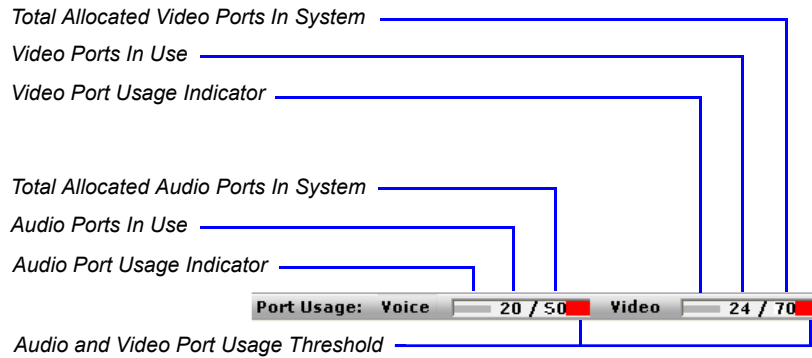 Total Allocated Video Ports In System
Video Ports In Use
Video Port Usage Indicator
Total Allocated Audio Ports In System
Audio Ports In Use
Audio Port Usage Indicator
Port Usage: Voice 20 / 50 Video 24 / 70
Audio and Video Port Usage Threshold